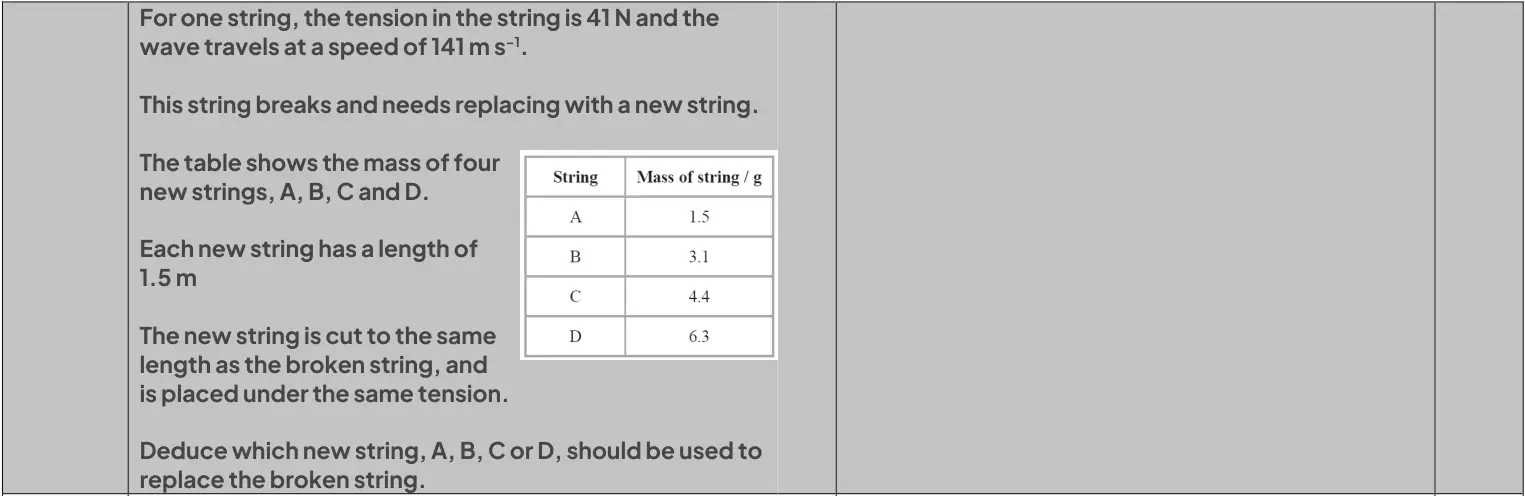 For one string, the tension in the string is 41 N and the
wave travels at a speed of 141 m s⁻¹.
This string breaks and needs replacing with a new string.
The table shows the mass of four
new strings, A, B, C and D.
Each new string has a length of
1.5 m
The new string is cut to the same
length as the broken string, and
is placed under the same tension.
String Mass of string / g
A 1.5
B 3.1
C 4.4
D 6.3
Deduce which new string, A, B, C or D, should be used to
replace the broken string.